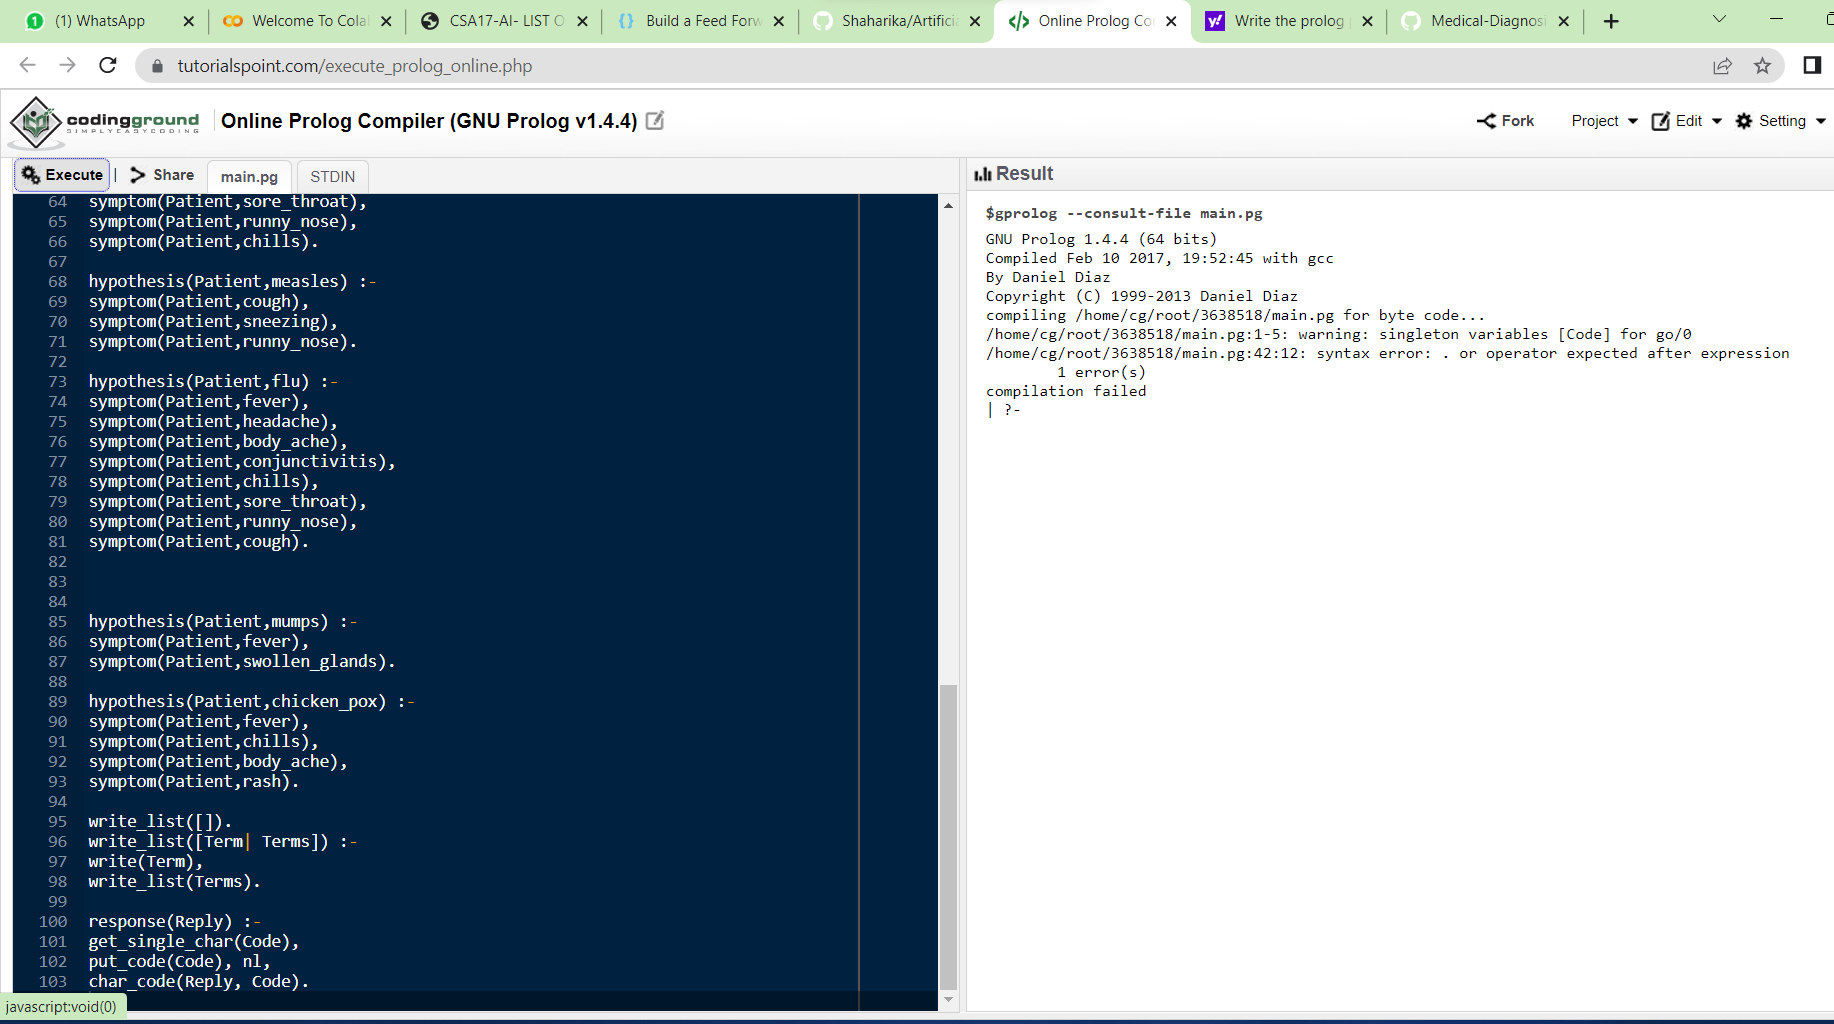 (1) WhatsApp
Welcome To Cola
CSA17-AI- LIST O
Build a Feed Forw
Shaharika/Artificia
Online Prolog Co
Write the prolog
Medical-Diagnosi
tutorialspoint.com/execute_prolog_online.php
codingground
SIMPLYEASYCODING
Online Prolog Compiler (GNU Prolog v1.4.4)
Fork
Project
Edit
Setting
Execute
| Share
main.pg
STDIN
Result
64 symptom(Patient,sore_throat),
65 symptom(Patient,runny_nose),
66 symptom(Patient,chills).
67
68 hypothesis(Patient,measles) :-
69 symptom(Patient,cough),
70 symptom(Patient,sneezing),
71 symptom(Patient,runny_nose).
72
73 hypothesis(Patient,flu) :-
74 symptom(Patient,fever),
75 symptom(Patient,headache),
76 symptom(Patient,body_ache),
77 symptom(Patient,conjunctivitis),
78 symptom(Patient,chills),
79 symptom(Patient,sore_throat),
80 symptom(Patient,runny_nose),
81 symptom(Patient,cough).
82
83
84
85 hypothesis(Patient,mumps) :-
86 symptom(Patient,fever),
87 symptom(Patient,swollen_glands).
88
89 hypothesis(Patient,chicken_pox) :-
90 symptom(Patient,fever),
91 symptom(Patient,chills),
92 symptom(Patient,body_ache),
93 symptom(Patient,rash).
94
95 write_list([]).
96 write_list([Term| Terms]) :-
97 write(Term),
98 write_list(Terms).
99
100 response(Reply) :-
101 get_single_char(Code),
102 put_code(Code), nl,
103 char_code(Reply, Code).
$gprolog --consult-file main.pg
GNU Prolog 1.4.4 (64 bits)
Compiled Feb 10 2017, 19:52:45 with gcc
By Daniel Diaz
Copyright (C) 1999-2013 Daniel Diaz
compiling /home/cg/root/3638518/main.pg for byte code...
/home/cg/root/3638518/main.pg:1-5: warning: singleton variables [Code] for go/0
/home/cg/root/3638518/main.pg:42:12: syntax error: . or operator expected after expression
1 error(s)
compilation failed
| ?-
javascript:void(0)